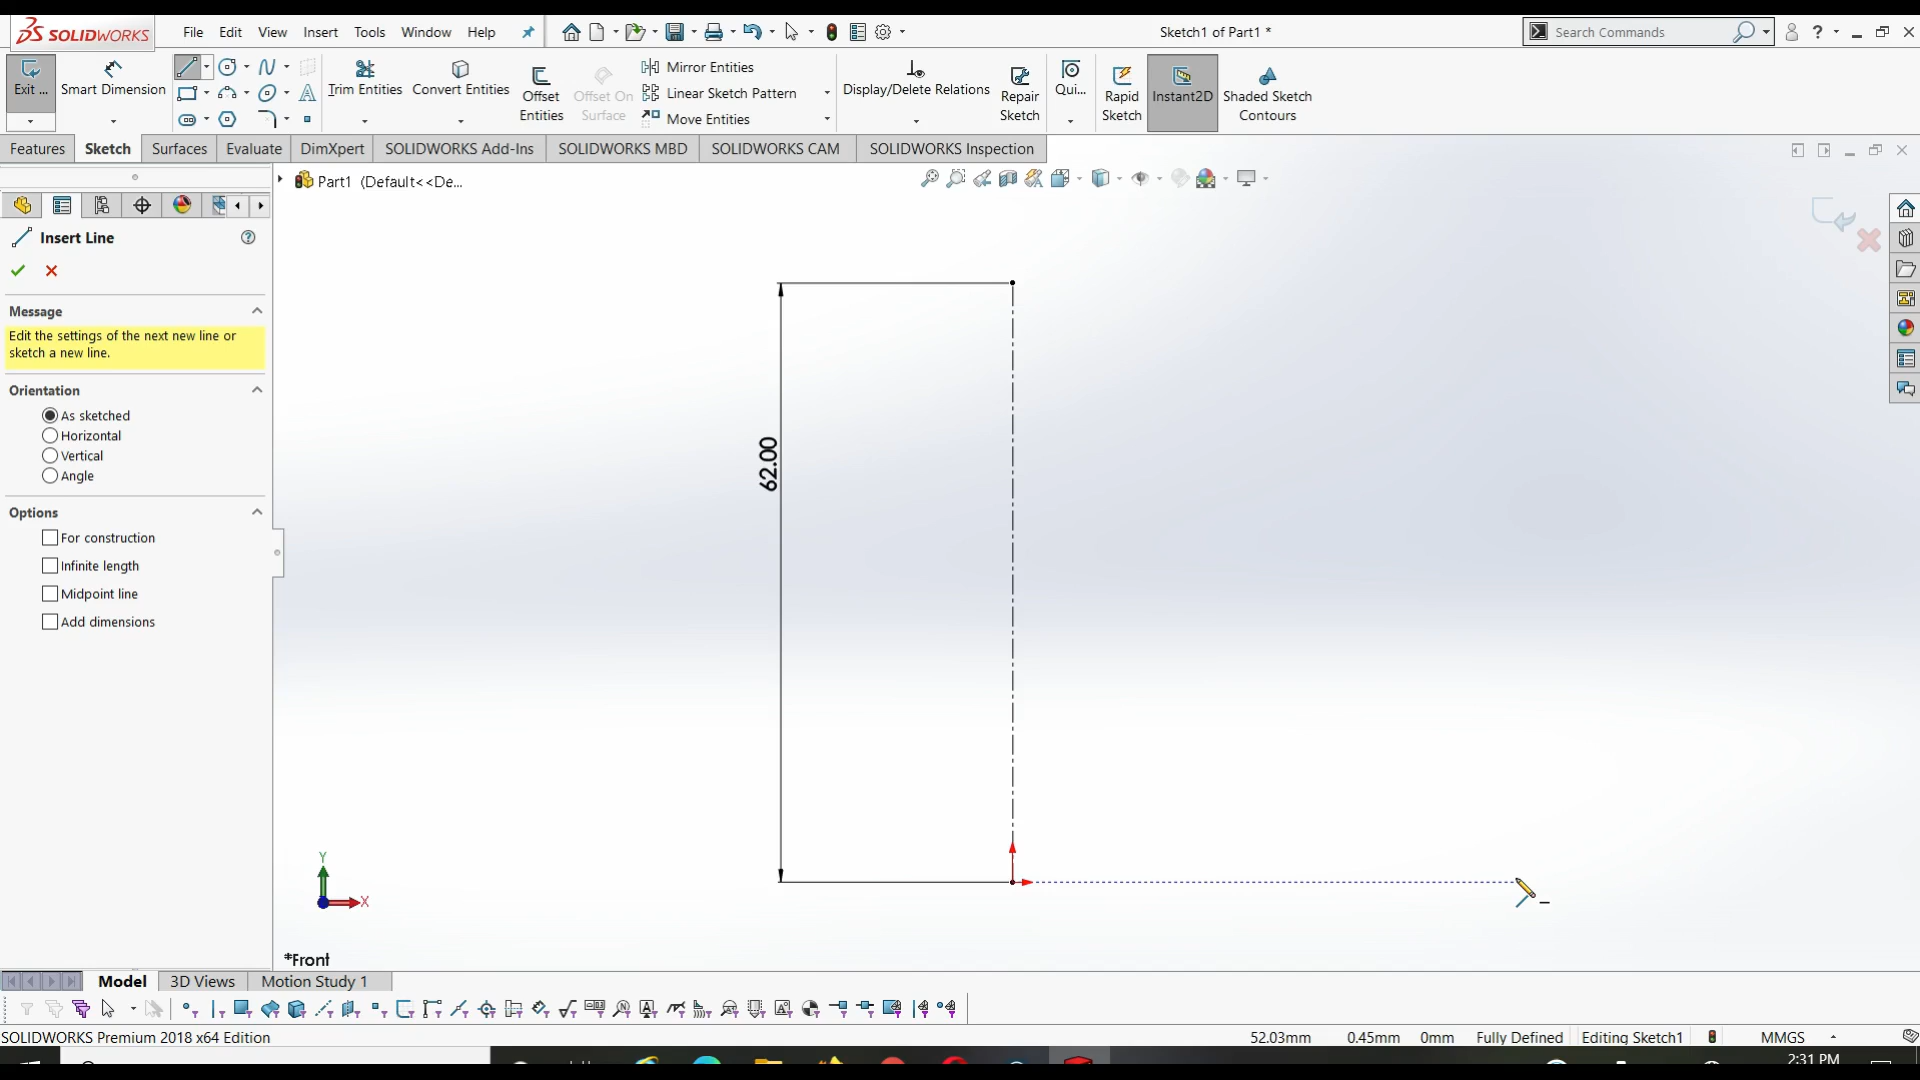 SOLIDWORKS File Edit View Insert Tools Window Help Sketch1 of Part1 * Search Commands ?
Exit ... Smart Dimension Trim Entities Convert Entities Offset Entities Offset On Surface Mirror Entities Linear Sketch Pattern Move Entities Display/Delete Relations Repair Sketch Qui... Rapid Sketch Instant2D Shaded Sketch Contours
Features Sketch Surfaces Evaluate DimXpert SOLIDWORKS Add-Ins SOLIDWORKS MBD SOLIDWORKS CAM SOLIDWORKS Inspection
Part1 (Default<<De...
Insert Line ?
Message
Edit the settings of the next new line or
sketch a new line.
Orientation
As sketched
Horizontal
Vertical
Angle
Options
For construction
Infinite length
Midpoint line
Add dimensions
62.00
Y
X
*Front
Model 3D Views Motion Study 1
SOLIDWORKS Premium 2018 x64 Edition 52.03mm 0.45mm 0mm Fully Defined Editing Sketch1 MMGS
2:31 PM